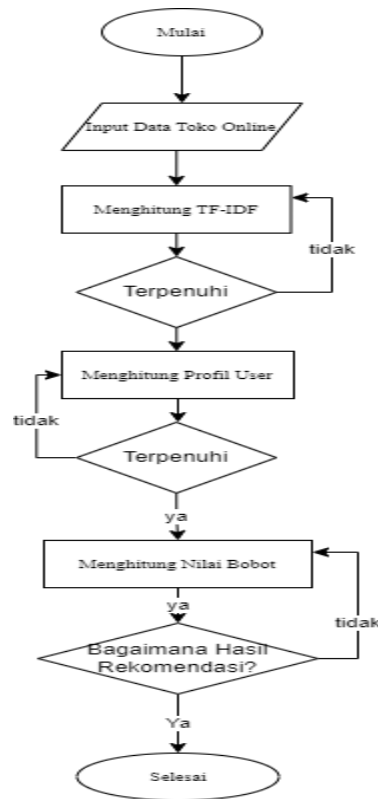 Mulai
Input Data Toko Online
Menghitung TF-IDF
tidak
Terpenuhi
Menghitung Profil User
tidak
Terpenuhi
ya
Menghitung Nilai Bobot
ya
tidak
Bagaimana Hasil
Rekomendasi?
Ya
Selesai